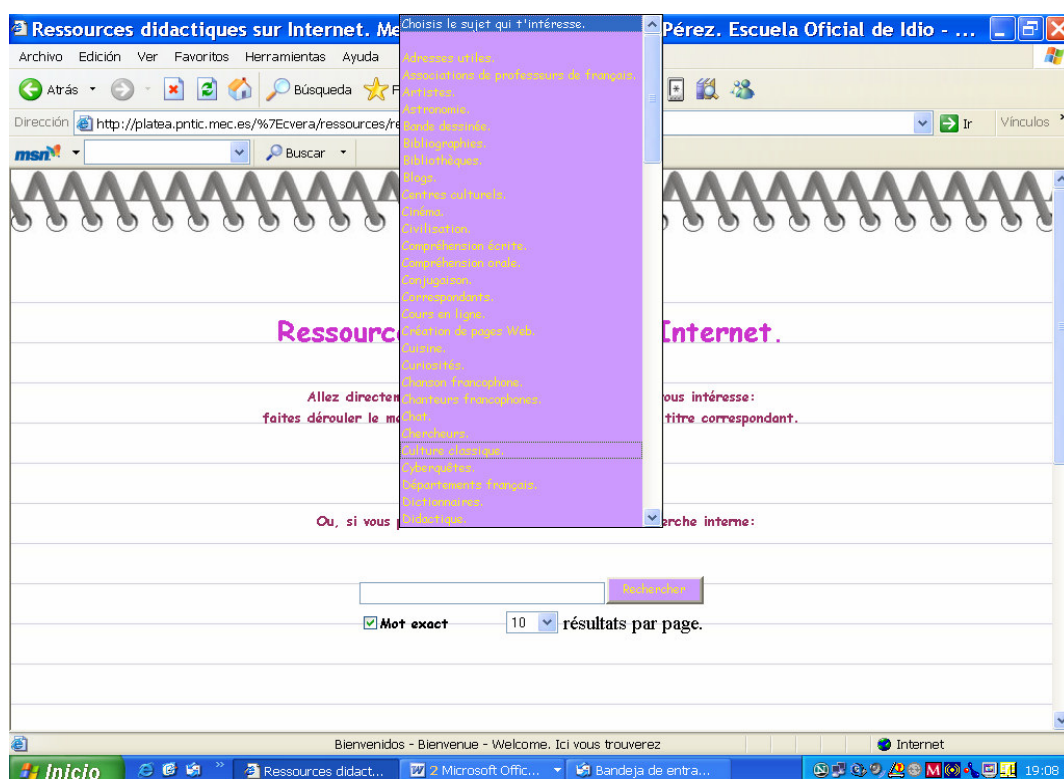 Ressources didactiques sur Internet. Me
Pérez. Escuela Oficial de Idio - ...
Archivo Edición Ver Favoritos Herramientas Ayuda
Atrás Búsqueda F
Dirección http://platea.pntic.mec.es/%7Ecvera/ressources/re
Ir Vínculos
msn Buscar
Choisis le sujet qui t'intéresse.
Adresses utiles.
Associations de professeurs de français.
Artistes.
Astronomie.
Bande dessinée.
Bibliographies.
Bibliothèques.
Blogs.
Centres culturels.
Cinéma.
Civilisation.
Compréhension écrite.
Compréhension orale.
Conjugaison.
Correspondants.
Cours en ligne.
Création de pages Web.
Cuisine.
Curiosités.
Chanson francophone.
Chanteurs francophones.
Chat.
Chercheurs.
Culture classique.
Cyberquêtes.
Départements français.
Dictionnaires.
Didactique.
Ressourc Internet.
Allez directem ous intéresse:
faites dérouler le m titre correspondant.
Ou, si vous p erche interne:
Rechercher
Mot exact 10 résultats par page.
Bienvenidos - Bienvenue - Welcome. Ici vous trouverez Internet
Inicio Ressources didact... 2 Microsoft Offic... Bandeja de entra... 19:08